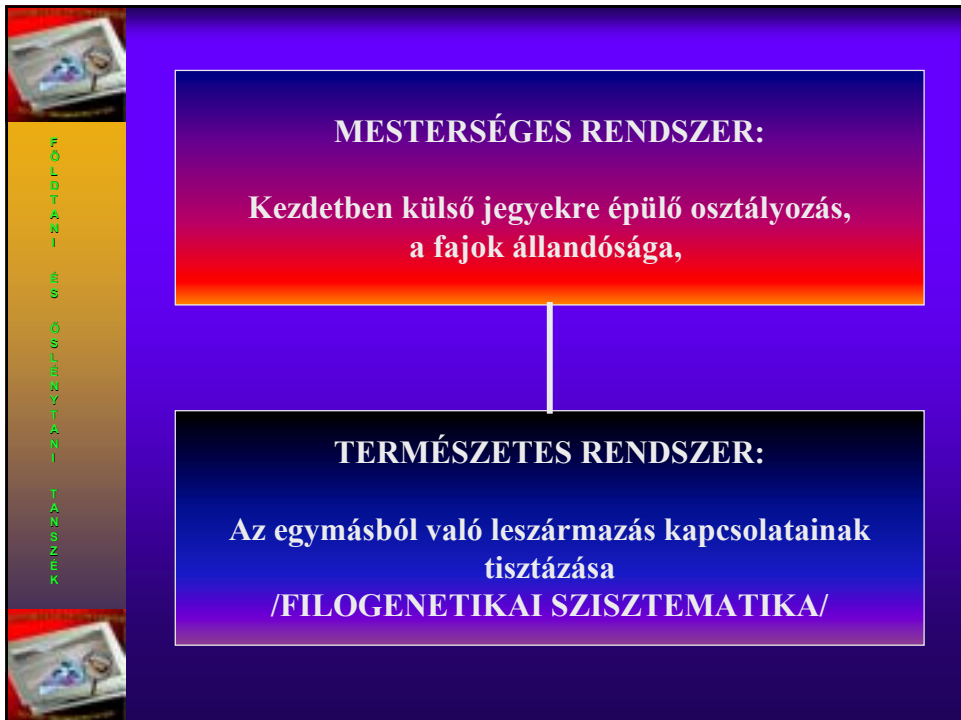 FÖLDTANI ÉS ŐSLÉNYTANI TANSZÉK
MESTERSÉGES RENDSZER:
Kezdetben külső jegyekre épülő osztályozás,
a fajok állandósága,
TERMÉSZETES RENDSZER:
Az egymásból való leszármazás kapcsolatainak
tisztázása
/FILOGENETIKAI SZISZTEMATIKA/